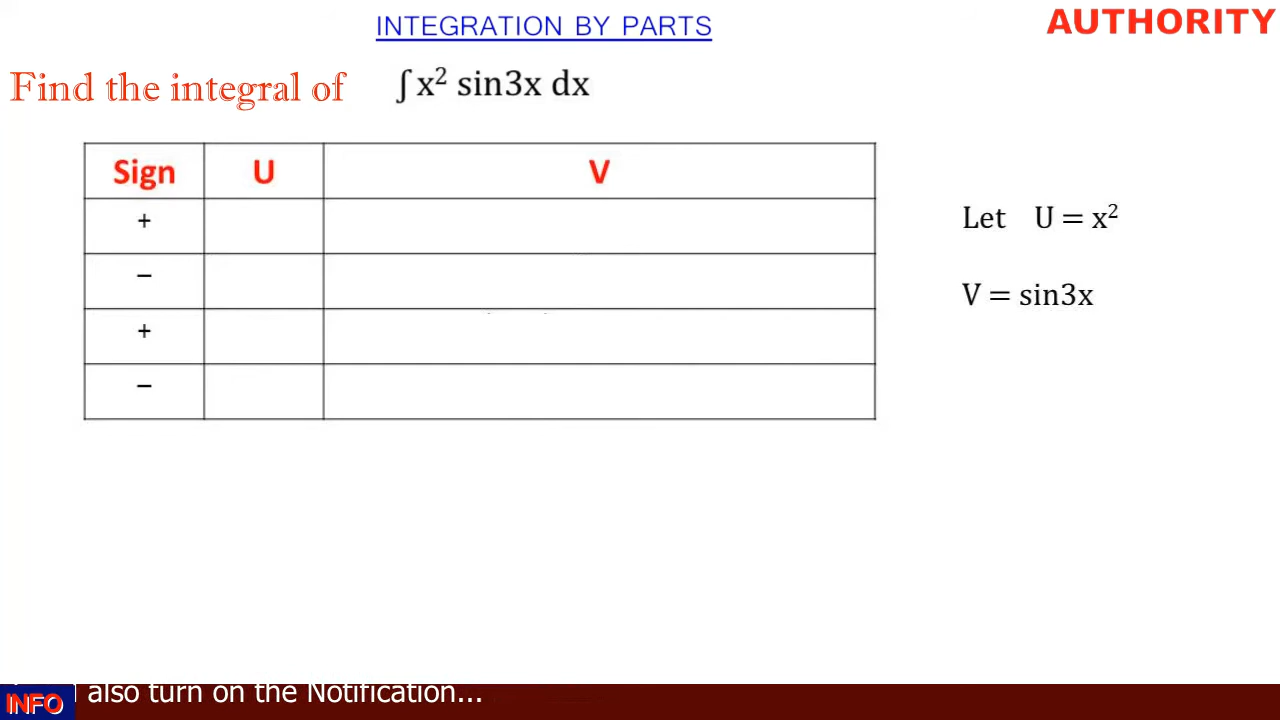 INTEGRATION BY PARTS
AUTHORITY
Find the integral of ∫x² sin3x dx
Sign U V
+
−
+
−
Let U = x²
V = sin3x
also turn on the Notification...
INFO